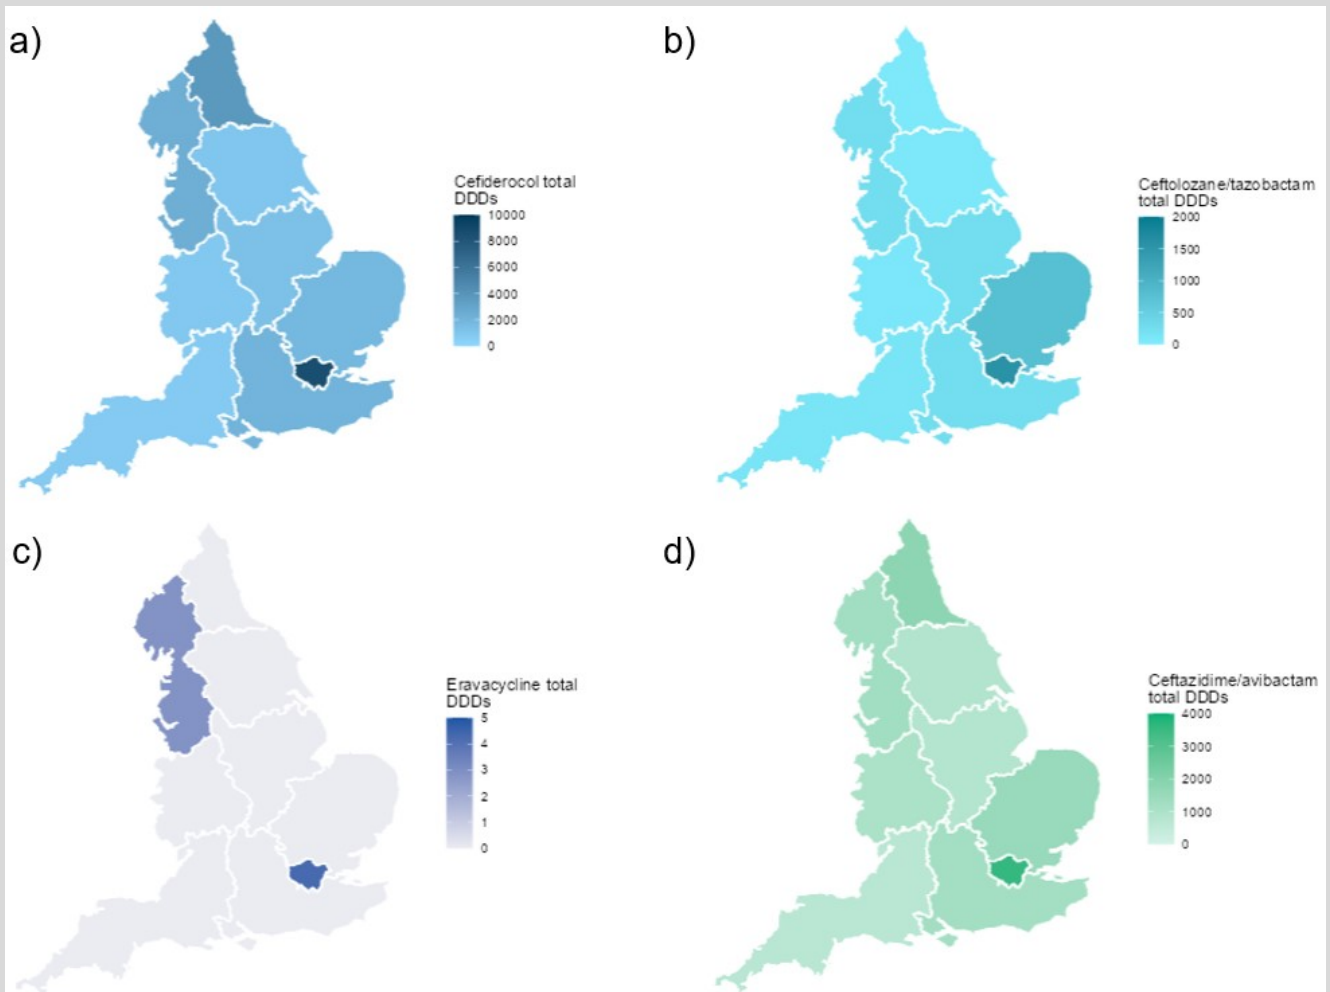 a)
Cefiderocol total
DDDs
10000
8000
6000
4000
2000
0
b)
Ceftolozane/tazobactam
total DDDs
2000
1500
1000
500
0
c)
Eravacycline total
DDDs
5
4
3
2
1
0
d)
Ceftazidime/avibactam
total DDDs
4000
3000
2000
1000
0